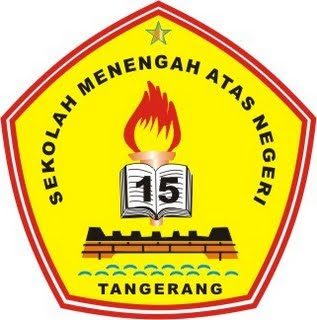 SEKOLAH MENENGAH ATAS NEGERI
15
TANGERANG